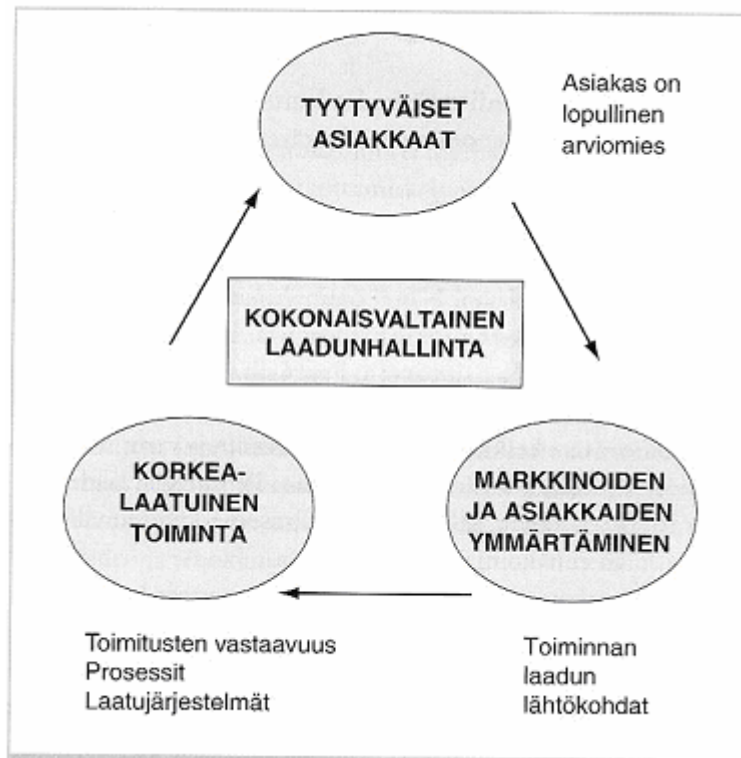 TYYTYVÄISET
ASIAKKAAT
Asiakas on
lopullinen
arviomies
KOKONAISVALTAINEN
LAADUNHALLINTA
KORKEA-
LAATUINEN
TOIMINTA
MARKKINOIDEN
JA ASIAKKAIDEN
YMMÄRTÄMINEN
Toimitusten vastaavuus
Prosessit
Laatujärjestelmät
Toiminnan
laadun
lähtökohdat